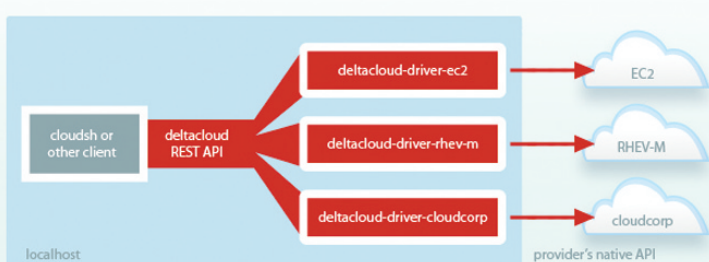 cloudsh or
other client
deltacloud
REST API
deltacloud-driver-ec2
EC2
deltacloud-driver-rhev-m
RHEV-M
deltacloud-driver-cloudcorp
cloudcorp
localhost
provider's native API